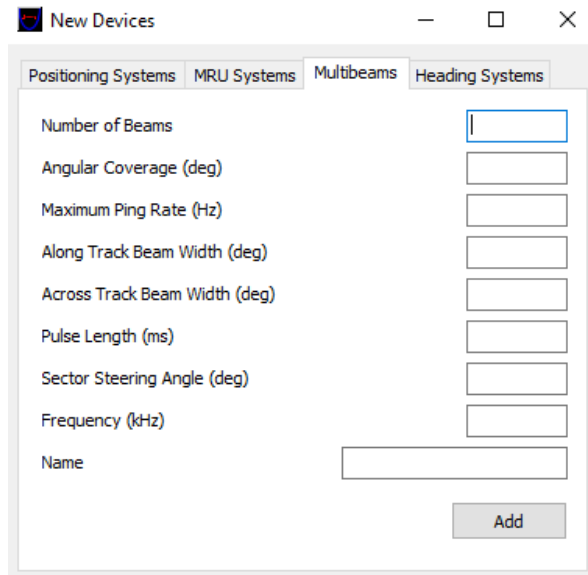 New Devices
Positioning Systems MRU Systems Multibeams Heading Systems
Number of Beams
Angular Coverage (deg)
Maximum Ping Rate (Hz)
Along Track Beam Width (deg)
Across Track Beam Width (deg)
Pulse Length (ms)
Sector Steering Angle (deg)
Frequency (kHz)
Name
Add